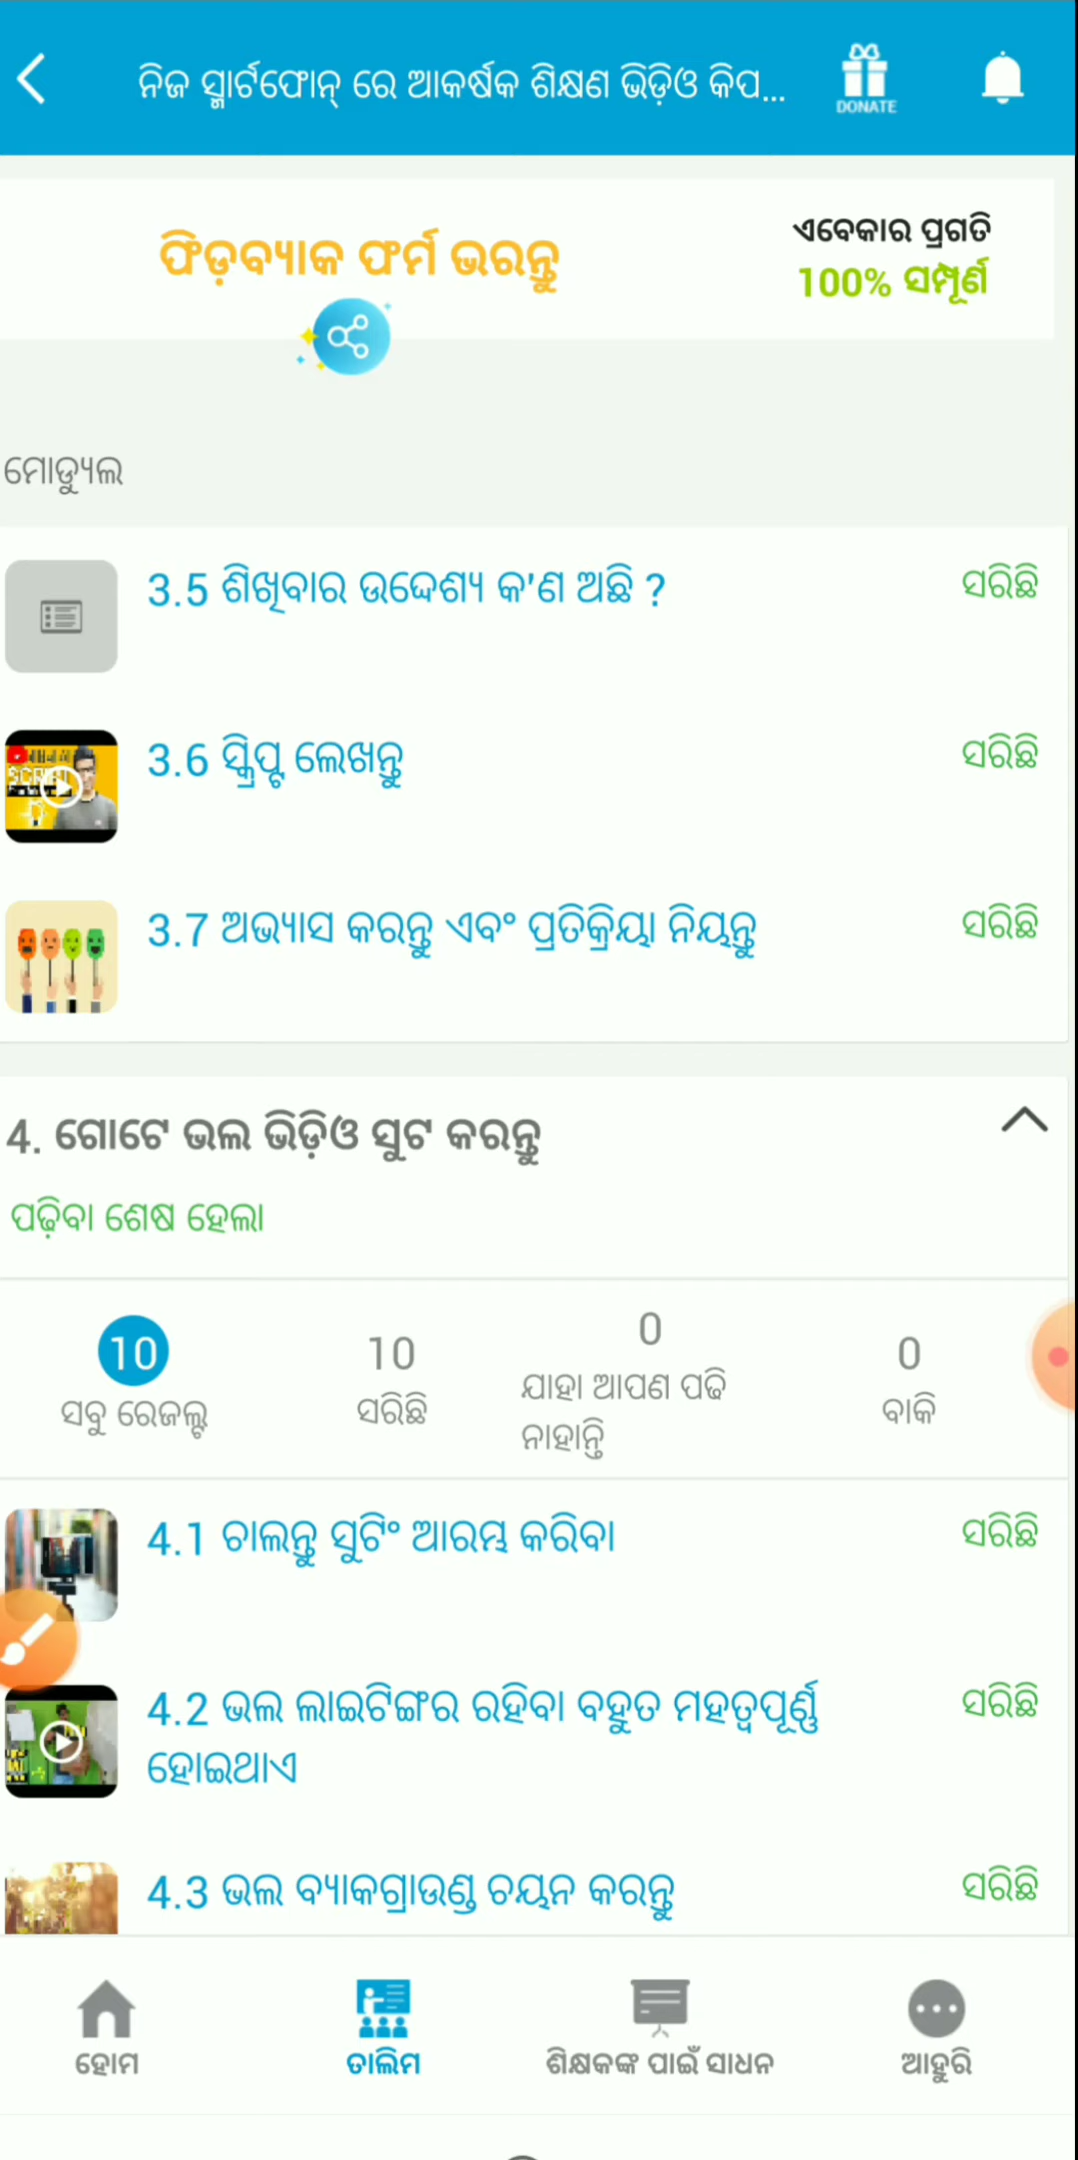 ନିଜ ସ୍ମାର୍ଟଫୋନ୍ ରେ ଆକର୍ଷକ ଶିକ୍ଷଣ ଭିଡ଼ିଓ କିପ...
DONATE
ଫିଡ଼ବ୍ୟାକ ଫର୍ମ ଭରନ୍ତୁ
ଏବେକାର ପ୍ରଗତି
100% ସମ୍ପୂର୍ଣ
ମୋଡ୍ୟୁଲ
3.5 ଶିଖିବାର ଉଦ୍ଦେଶ୍ୟ କ'ଣ ଅଛି ?
ସରିଛି
3.6 ସ୍କ୍ରିପ୍ଟ ଲେଖନ୍ତୁ
ସରିଛି
3.7 ଅଭ୍ୟାସ କରନ୍ତୁ ଏବଂ ପ୍ରତିକ୍ରିୟା ନିୟନ୍ତୁ
ସରିଛି
4. ଗୋଟେ ଭଲ ଭିଡ଼ିଓ ସୁଟ କରନ୍ତୁ
ପଢ଼ିବା ଶେଷ ହେଲା
10
ସବୁ ରେଜଲ୍ଟ
10
ସରିଛି
0
ଯାହା ଆପଣ ପଢି
ନାହାନ୍ତି
0
ବାକି
4.1 ଚାଲନ୍ତୁ ସୁଟିଂ ଆରମ୍ଭ କରିବା
ସରିଛି
4.2 ଭଲ ଲାଇଟିଙ୍ଗର ରହିବା ବହୁତ ମହତ୍ୱପୂର୍ଣ୍ଣ
ହୋଇଥାଏ
ସରିଛି
4.3 ଭଲ ବ୍ୟାକଗ୍ରାଉଣ୍ଡ ଚୟନ କରନ୍ତୁ
ସରିଛି
ହୋମ
ତାଲିମ
ଶିକ୍ଷକଙ୍କ ପାଇଁ ସାଧନ
ଆହୁରି